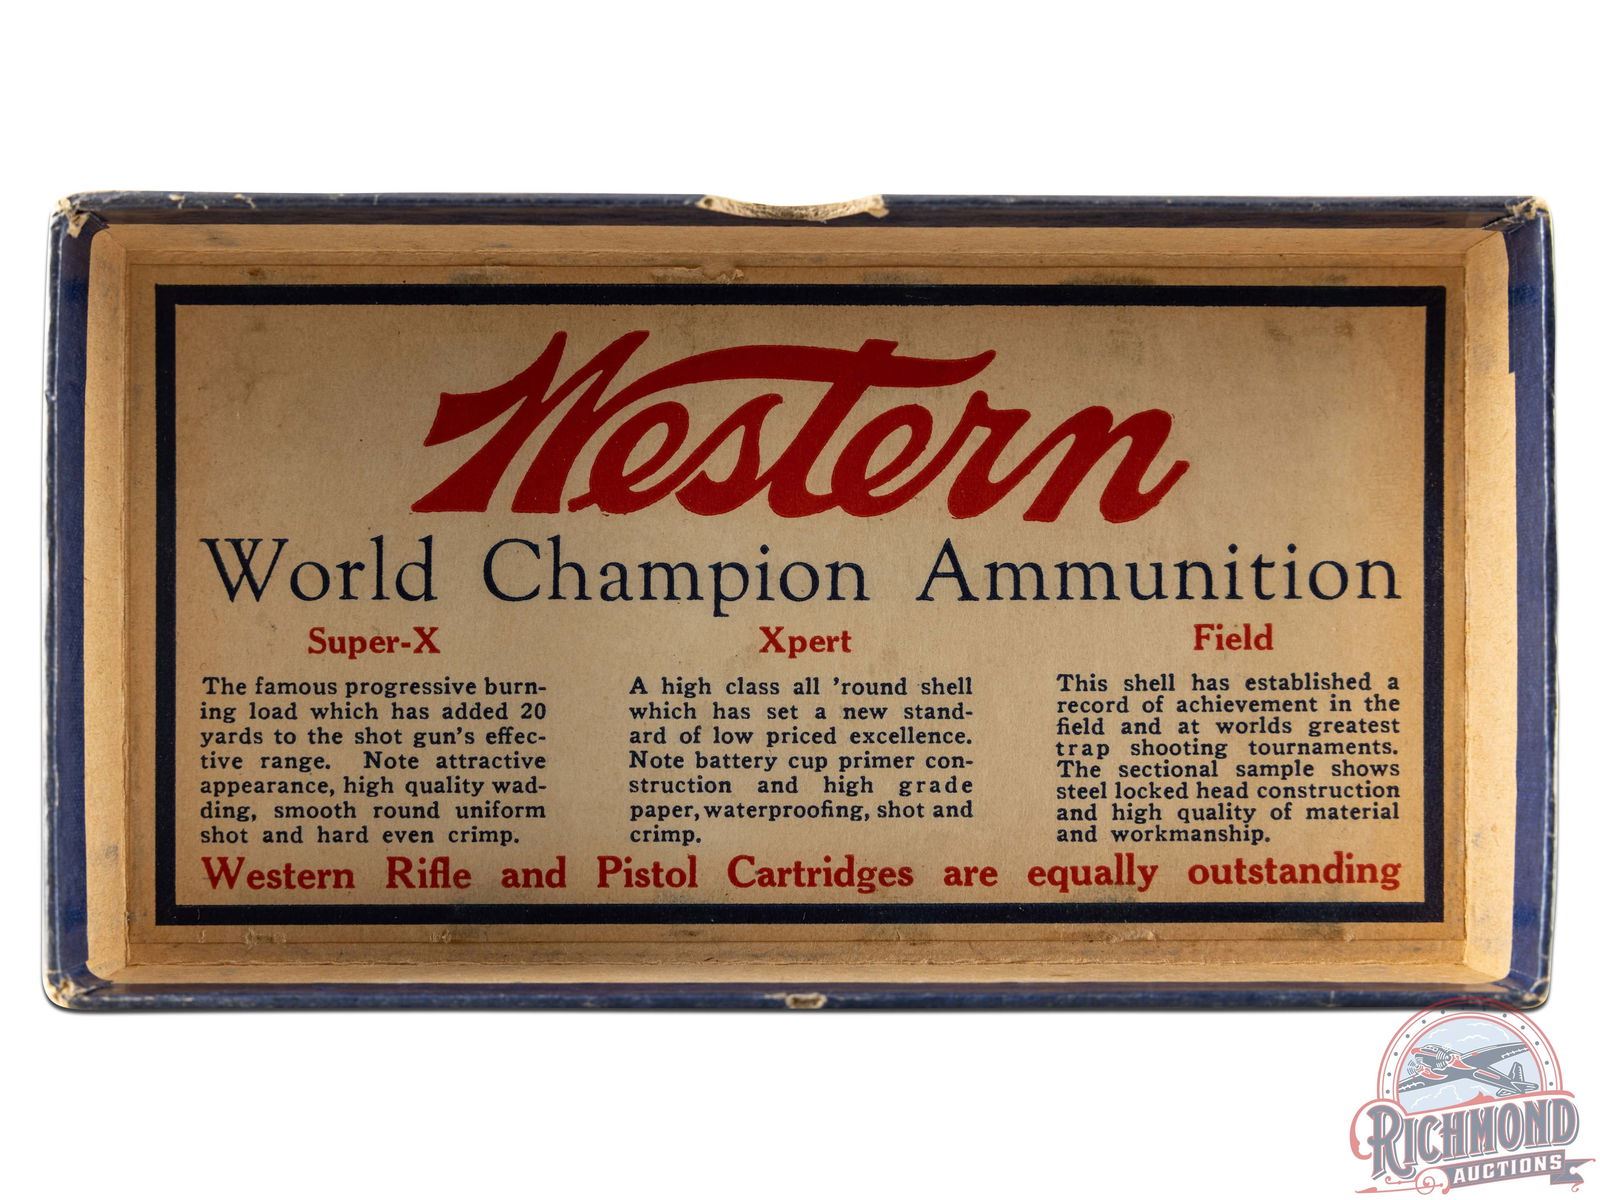 Western
World Champion Ammunition
Super-X
The famous progressive burn-
ing load which has added 20
yards to the shot gun's effec-
tive range. Note attractive
appearance, high quality wad-
ding, smooth round uniform
shot and hard even crimp.
Xpert
A high class all 'round shell
which has set a new stand-
ard of low priced excellence.
Note battery cup primer con-
struction and high grade
paper, waterproofing, shot and
crimp.
Field
This shell has established a
record of achievement in the
field and at worlds greatest
trap shooting tournaments.
The sectional sample shows
steel locked head construction
and high quality of material
and workmanship.
Western Rifle and Pistol Cartridges are equally outstanding
RICHMOND
AUCTIONS